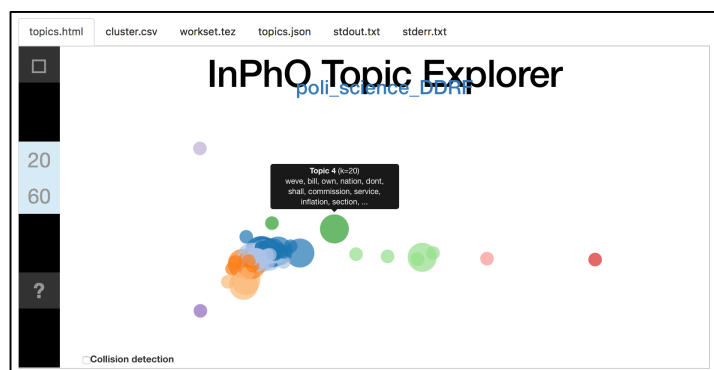 topics.html cluster.csv workset.tez topics.json stdout.txt stderr.txt
InPhO Topic Explorer
poli_science_DDRF
20
60
?
Topic 4 (k=20)
weve, bill, own, nation, dont,
shall, commission, service,
inflation, section, ...
Collision detection